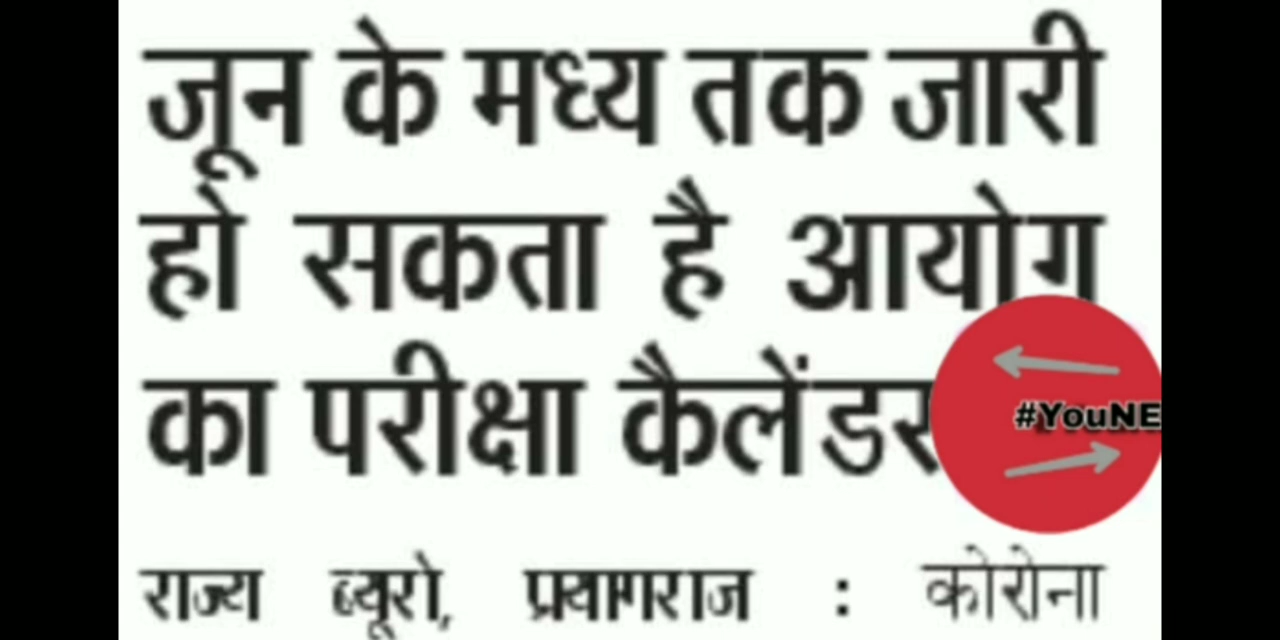 जून के मध्य तक जारी
हो सकता है आयोग
का परीक्षा कैलेंडर
#YouNE
राज्य ब्यूरो, प्रयागराज : कोरोना